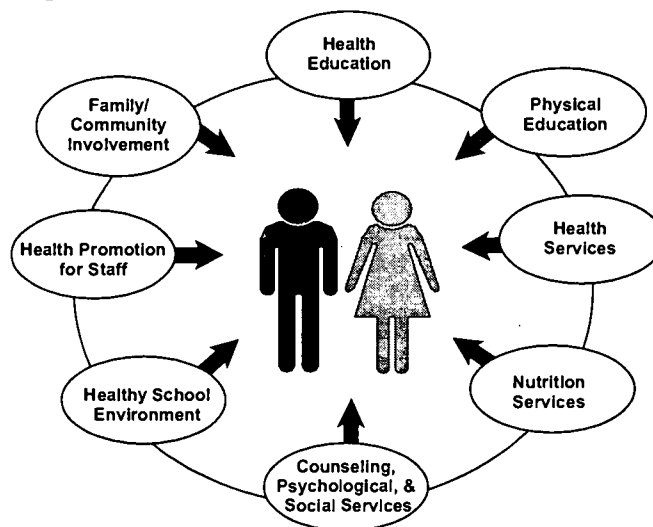 Health
Education
Physical
Education
Health
Services
Nutrition
Services
Counseling,
Psychological, &
Social Services
Healthy School
Environment
Health Promotion
for Staff
Family/
Community
Involvement